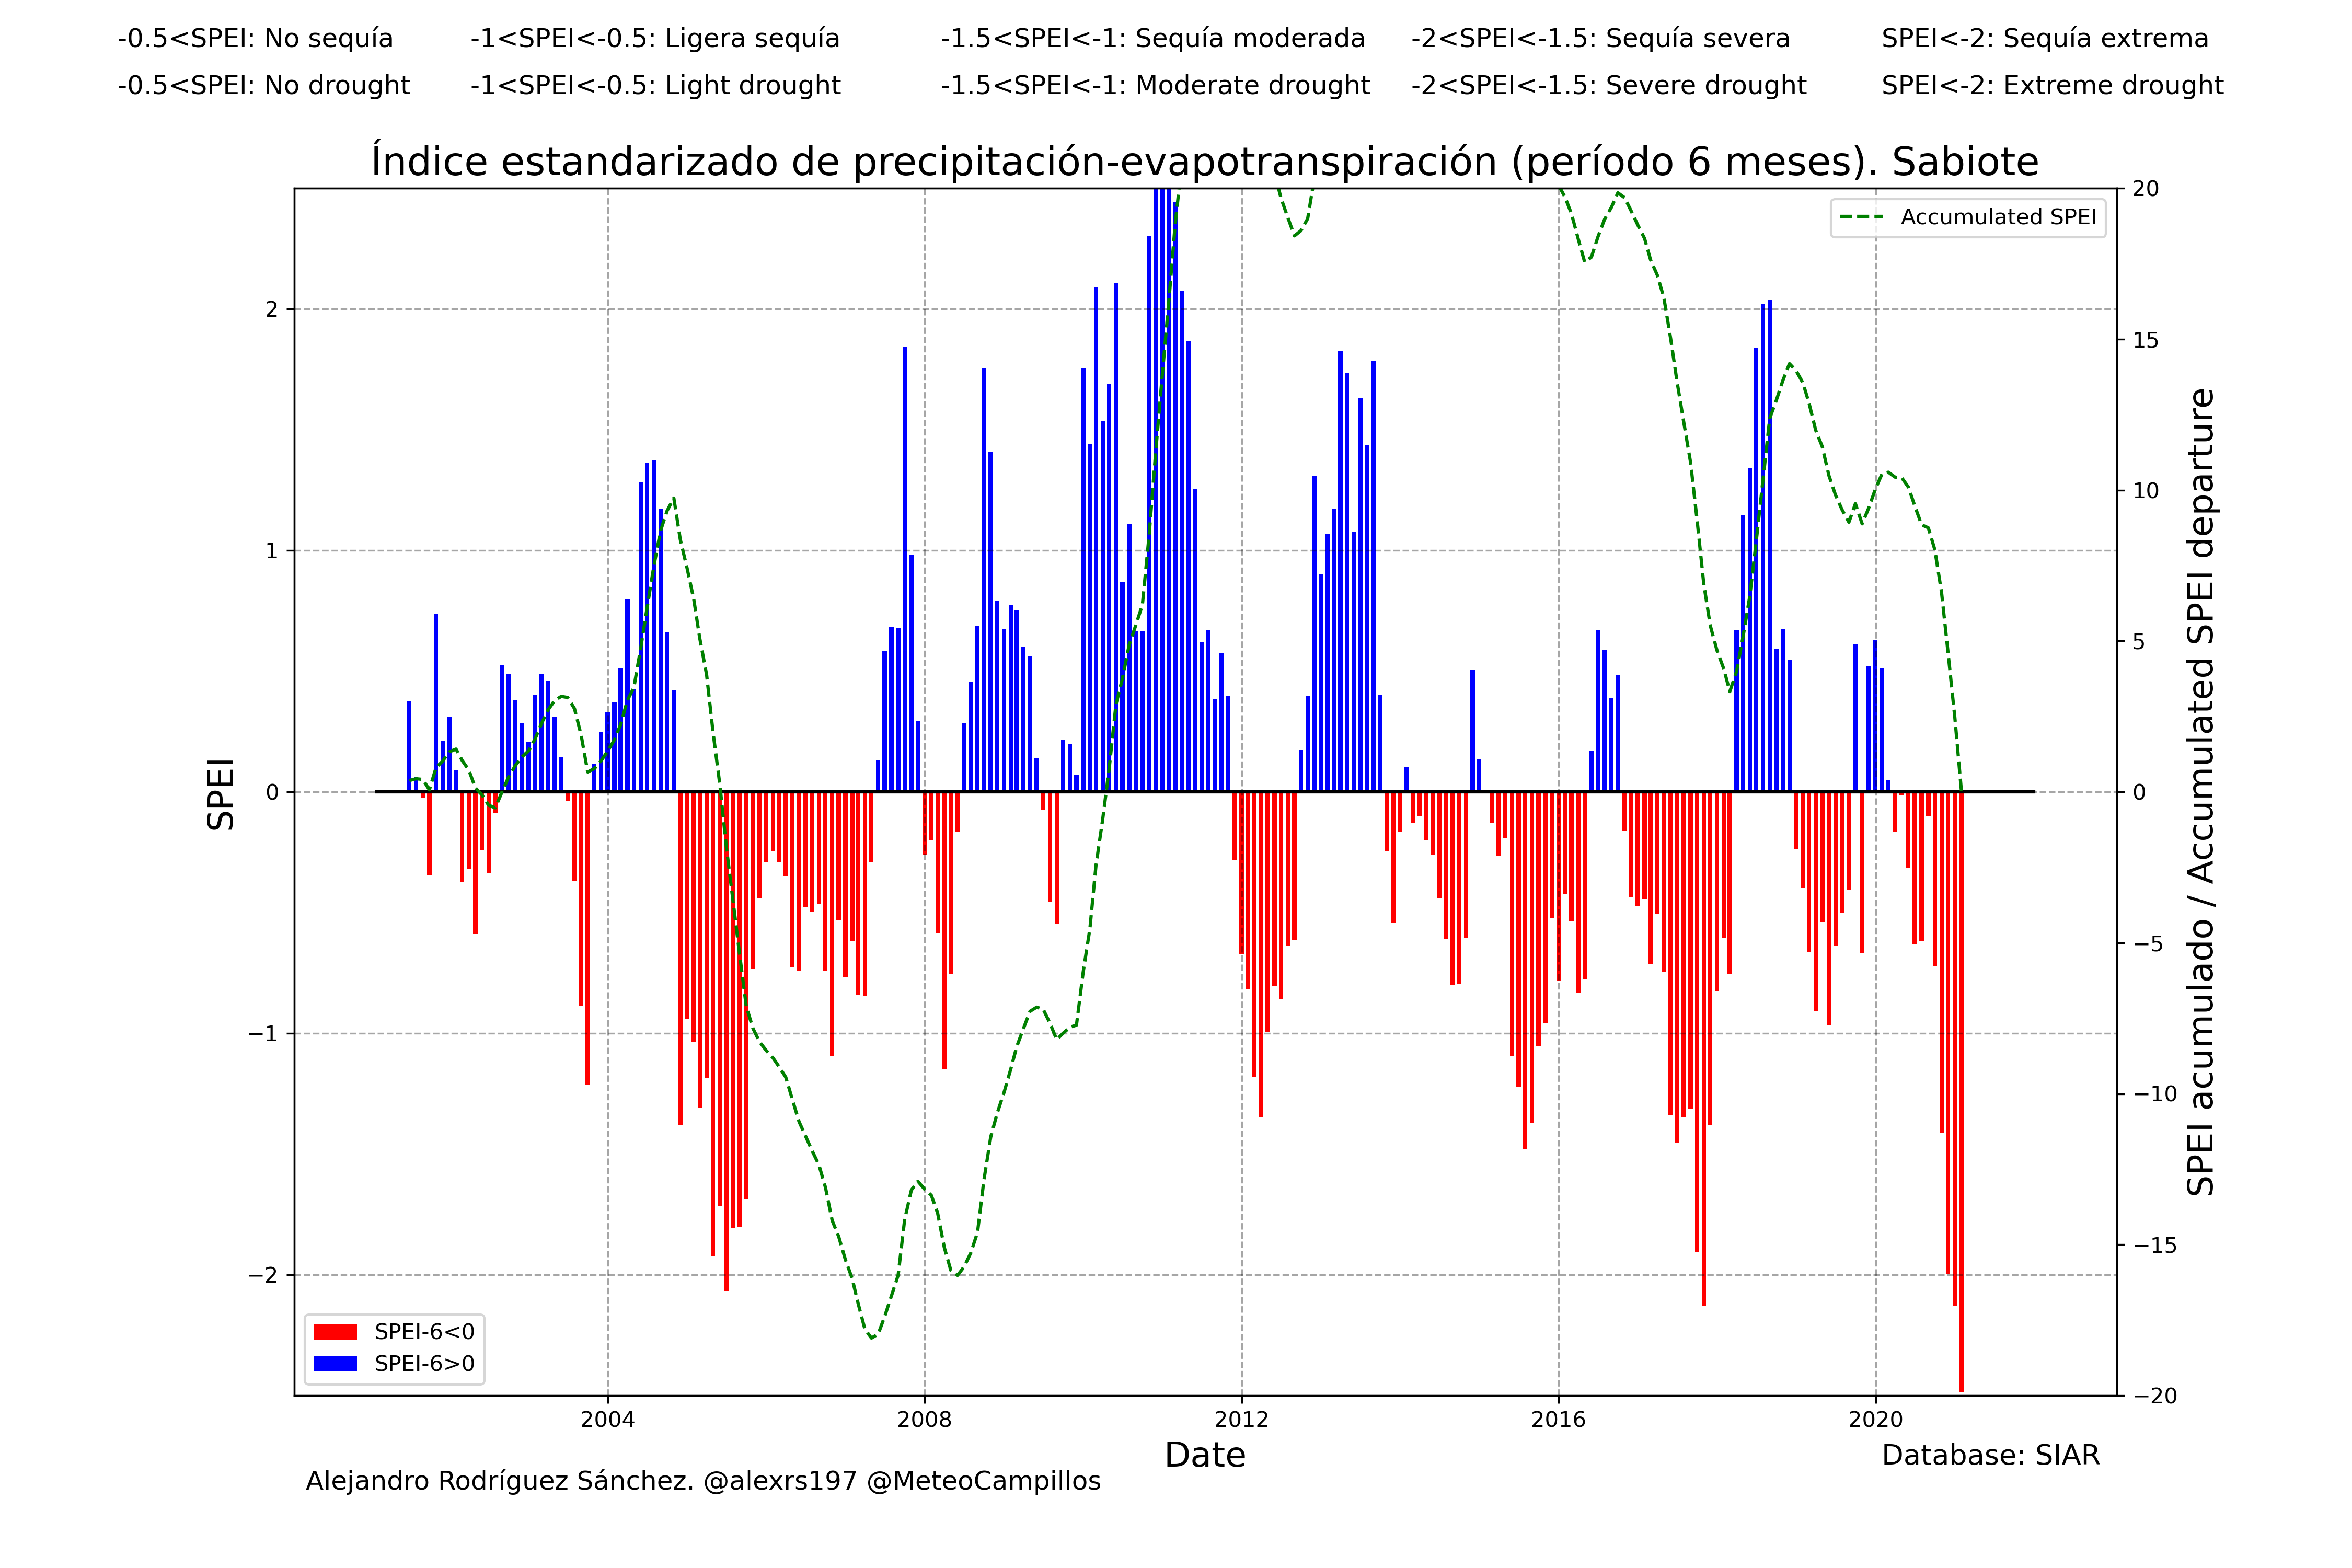 -0.5<SPEI: No sequía -1<SPEI<-0.5: Ligera sequía -1.5<SPEI<-1: Sequía moderada -2<SPEI<-1.5: Sequía severa SPEI<-2: Sequía extrema
-0.5<SPEI: No drought -1<SPEI<-0.5: Light drought -1.5<SPEI<-1: Moderate drought -2<SPEI<-1.5: Severe drought SPEI<-2: Extreme drought
Índice estandarizado de precipitación-evapotranspiración (período 6 meses). Sabiote
SPEI
2
1
0
−1
−2
Accumulated SPEI
20
15
10
5
0
−5
−10
−15
−20
SPEI acumulado / Accumulated SPEI departure
SPEI-6<0
SPEI-6>0
2004 2008 2012 2016 2020
Date
Database: SIAR
Alejandro Rodríguez Sánchez. @alexrs197 @MeteoCampillos